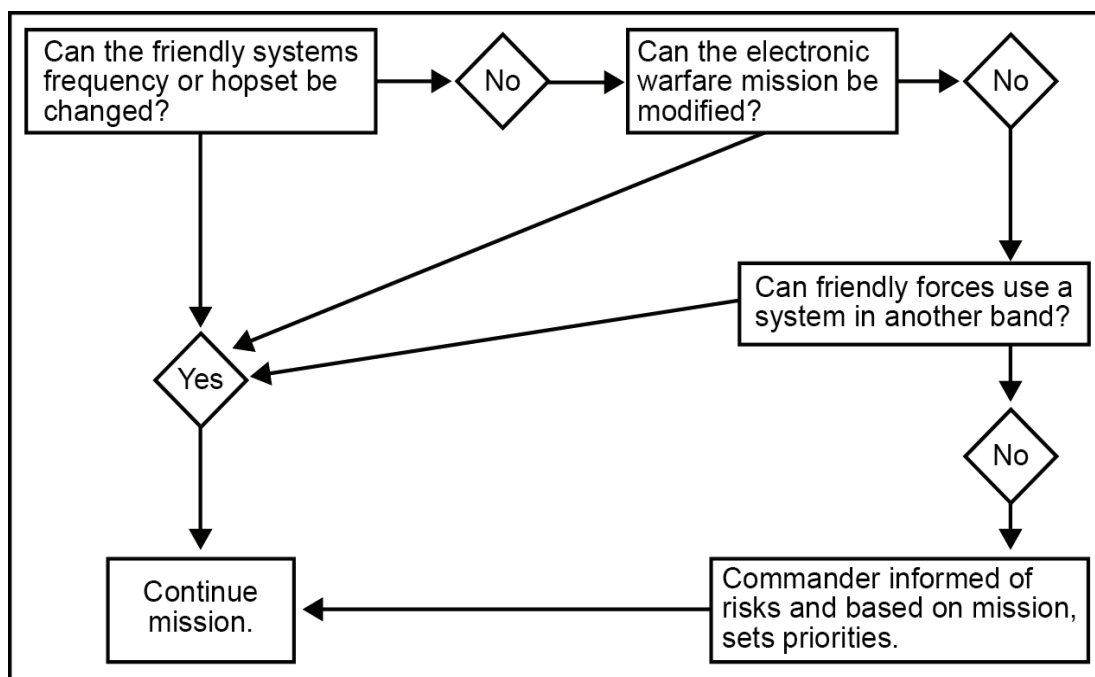 Can the friendly systems
frequency or hopset be
changed?
No
Can the electronic
warfare mission be
modified?
No
Can friendly forces use a
system in another band?
Yes
No
Continue
mission.
Commander informed of
risks and based on mission,
sets priorities.